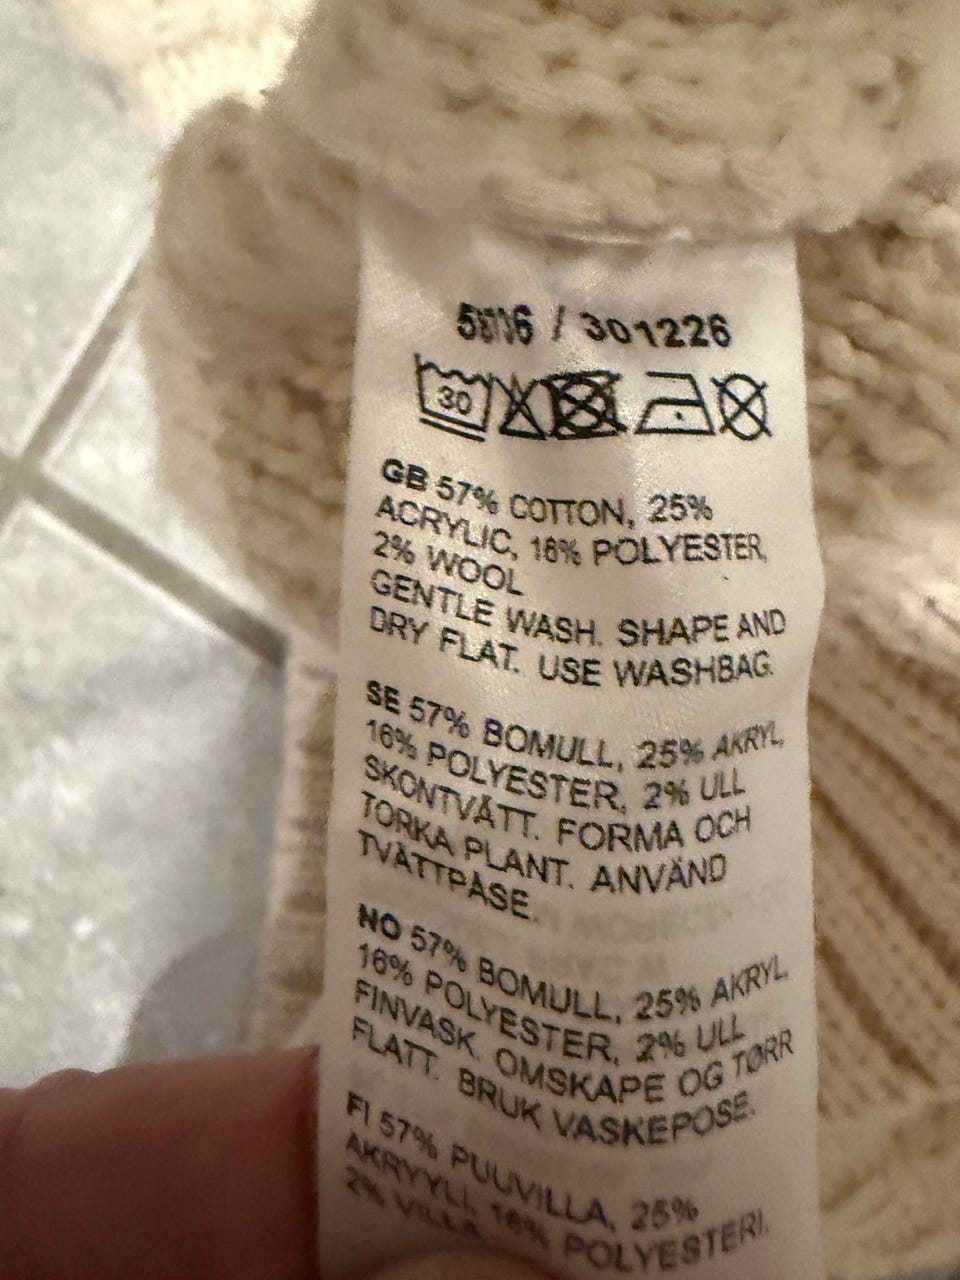 / 301226
30
GB 57% COTTON, 25%
ACRYLIC, 16% POLYESTER,
2% WOOL
GENTLE WASH. SHAPE AND
DRY FLAT. USE WASHBAG.
SE 57% BOMULL, 25% AKRYL,
16% POLYESTER, 2% ULL
SKONTVÄTT. FORMA OCH
TORKA PLANT. ANVÄND
TVÄTTPÅSE.
NO 57% BOMULL, 25% AKRYL,
16% POLYESTER, 2% ULL
FINVASK. OMSKAPE OG TØRR
FLATT. BRUK VASKEPOSE.
FI 57% PUUVILLA, 25%
AKRYYLI, 16% POLYESTERI,
2% VILLA